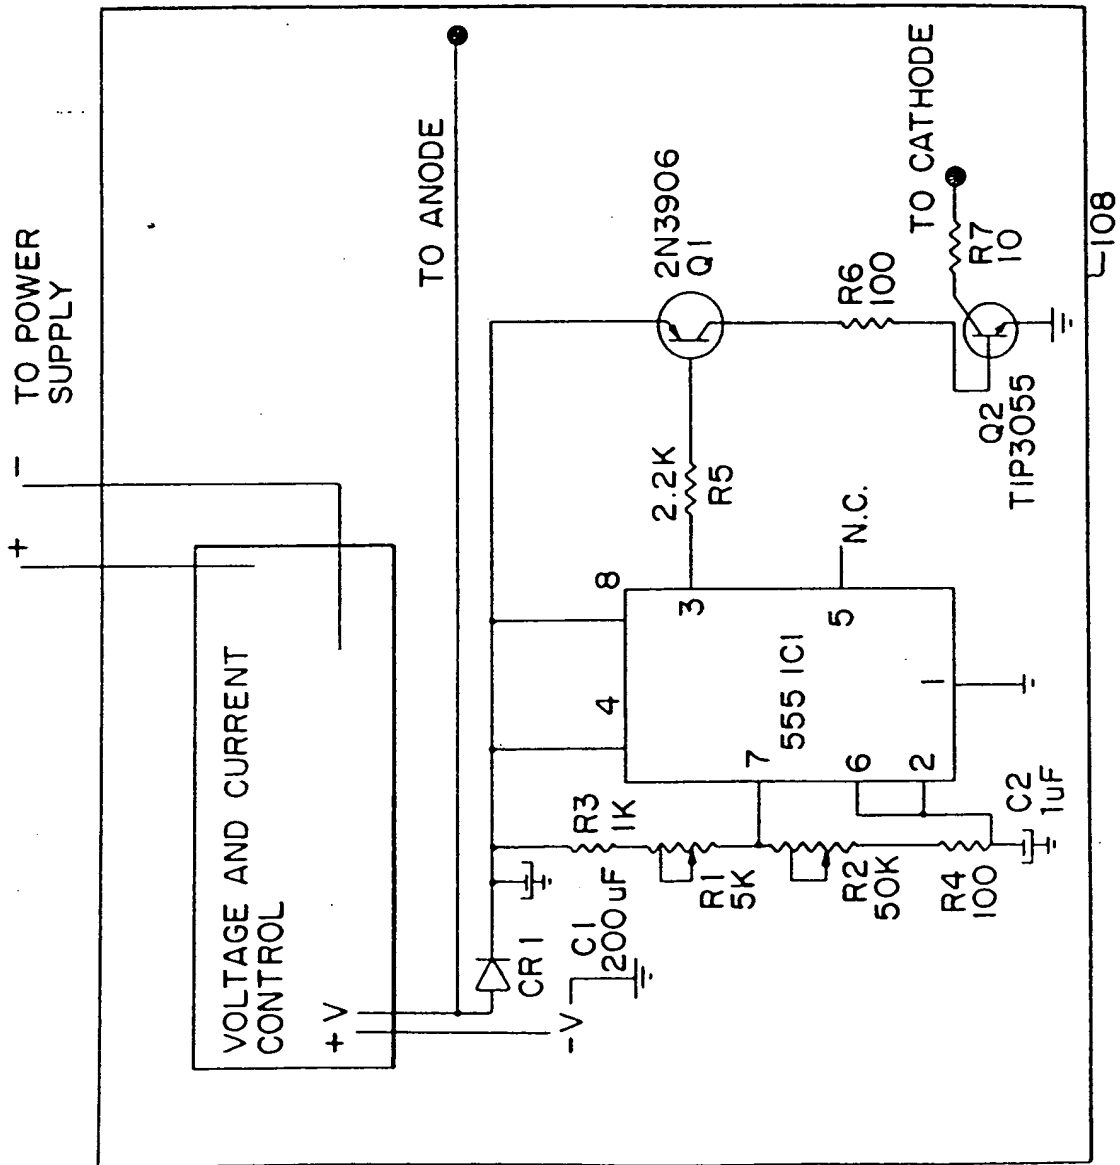 TO POWER
SUPPLY
+
-
VOLTAGE AND CURRENT
CONTROL
+ V
-V
TO ANODE
CR1
C1
200uF
R3
1K
R1
5K
R2
50K
R4
100
C2
1uF
4
8
7
6
2
555 IC1
3
5
1
N.C.
2.2K
R5
2N3906
Q1
R6
100
Q2
TIP3055
TO CATHODE
R7
10
108